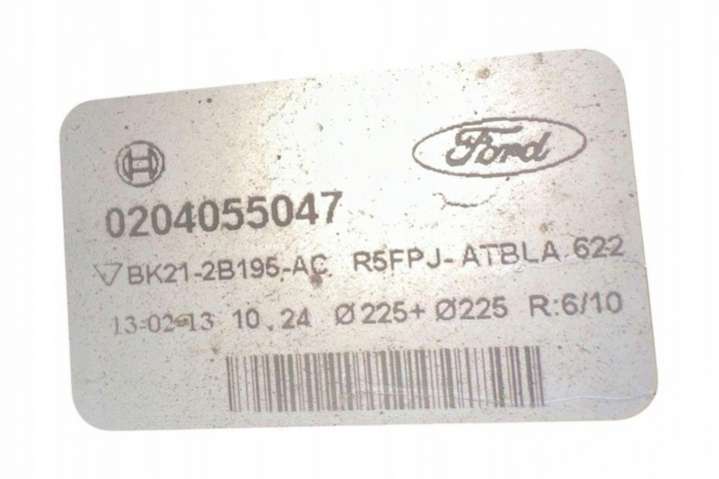 Ford
0204055047
BK21-2B195-AC R5FPJ-ATBLA 622
13-02-13 10.24 Ø225+Ø225 R:6/10